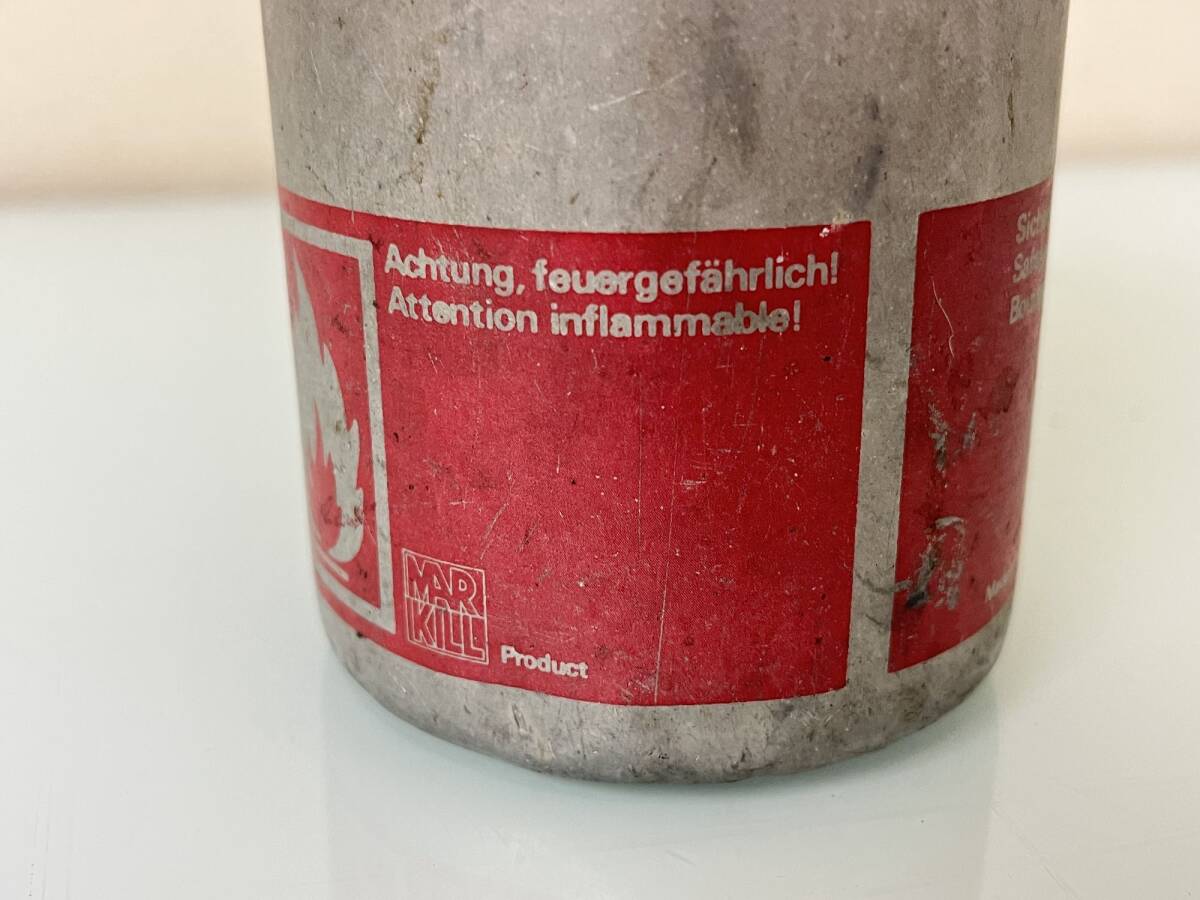 Achtung, feuergefährlich!
Attention inflammable!
MAR
KILL
Product